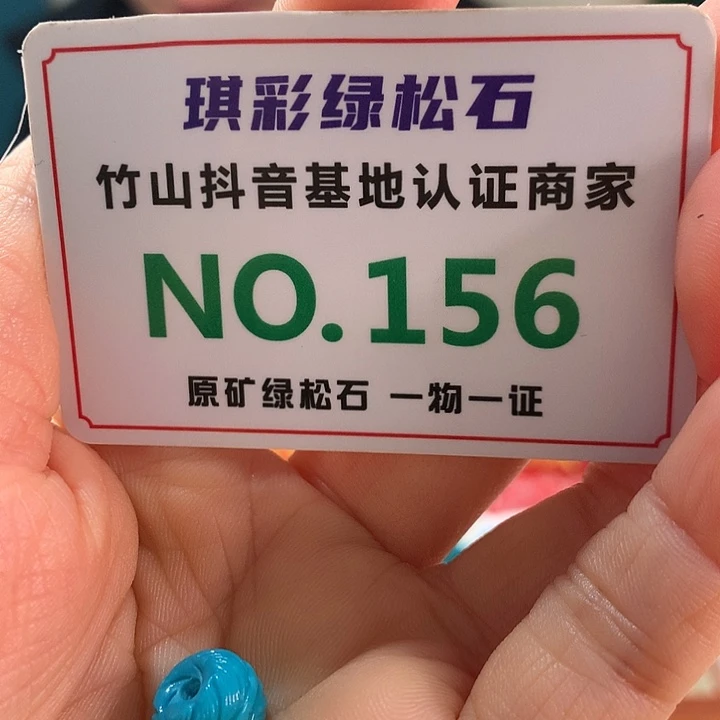 琪彩绿松石
竹山抖音基地认证商家
NO.156
原矿绿松石 一物一证